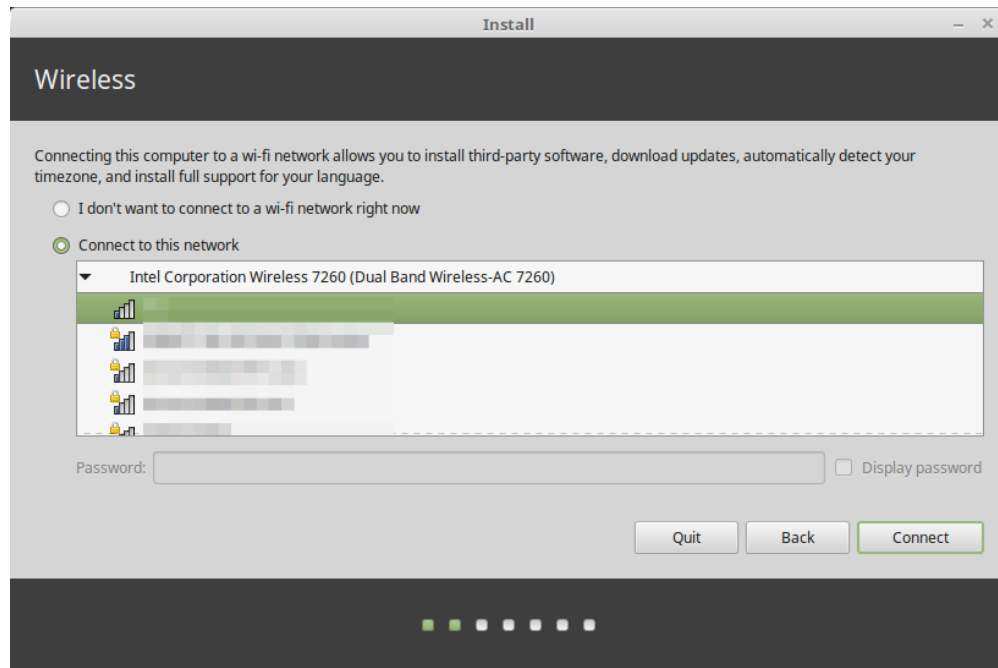 Install
Wireless
Connecting this computer to a wi-fi network allows you to install third-party software, download updates, automatically detect your
timezone, and install full support for your language.
I don't want to connect to a wi-fi network right now
Connect to this network
Intel Corporation Wireless 7260 (Dual Band Wireless-AC 7260)
Password:
Display password
Quit
Back
Connect